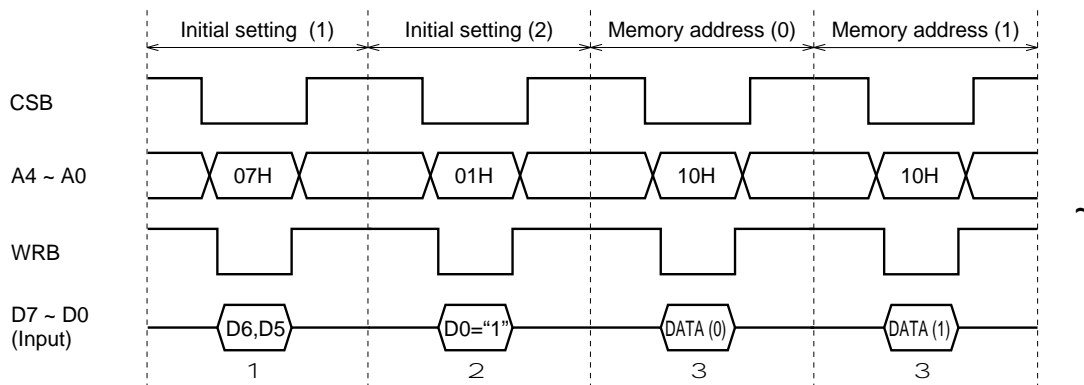 Initial setting (1) Initial setting (2) Memory address (0) Memory address (1)
CSB
A4 ~ A0 07H 01H 10H 10H
WRB
D7 ~ D0
(Input) D6,D5 D0=“1” DATA (0) DATA (1)
1 2 3 3
~